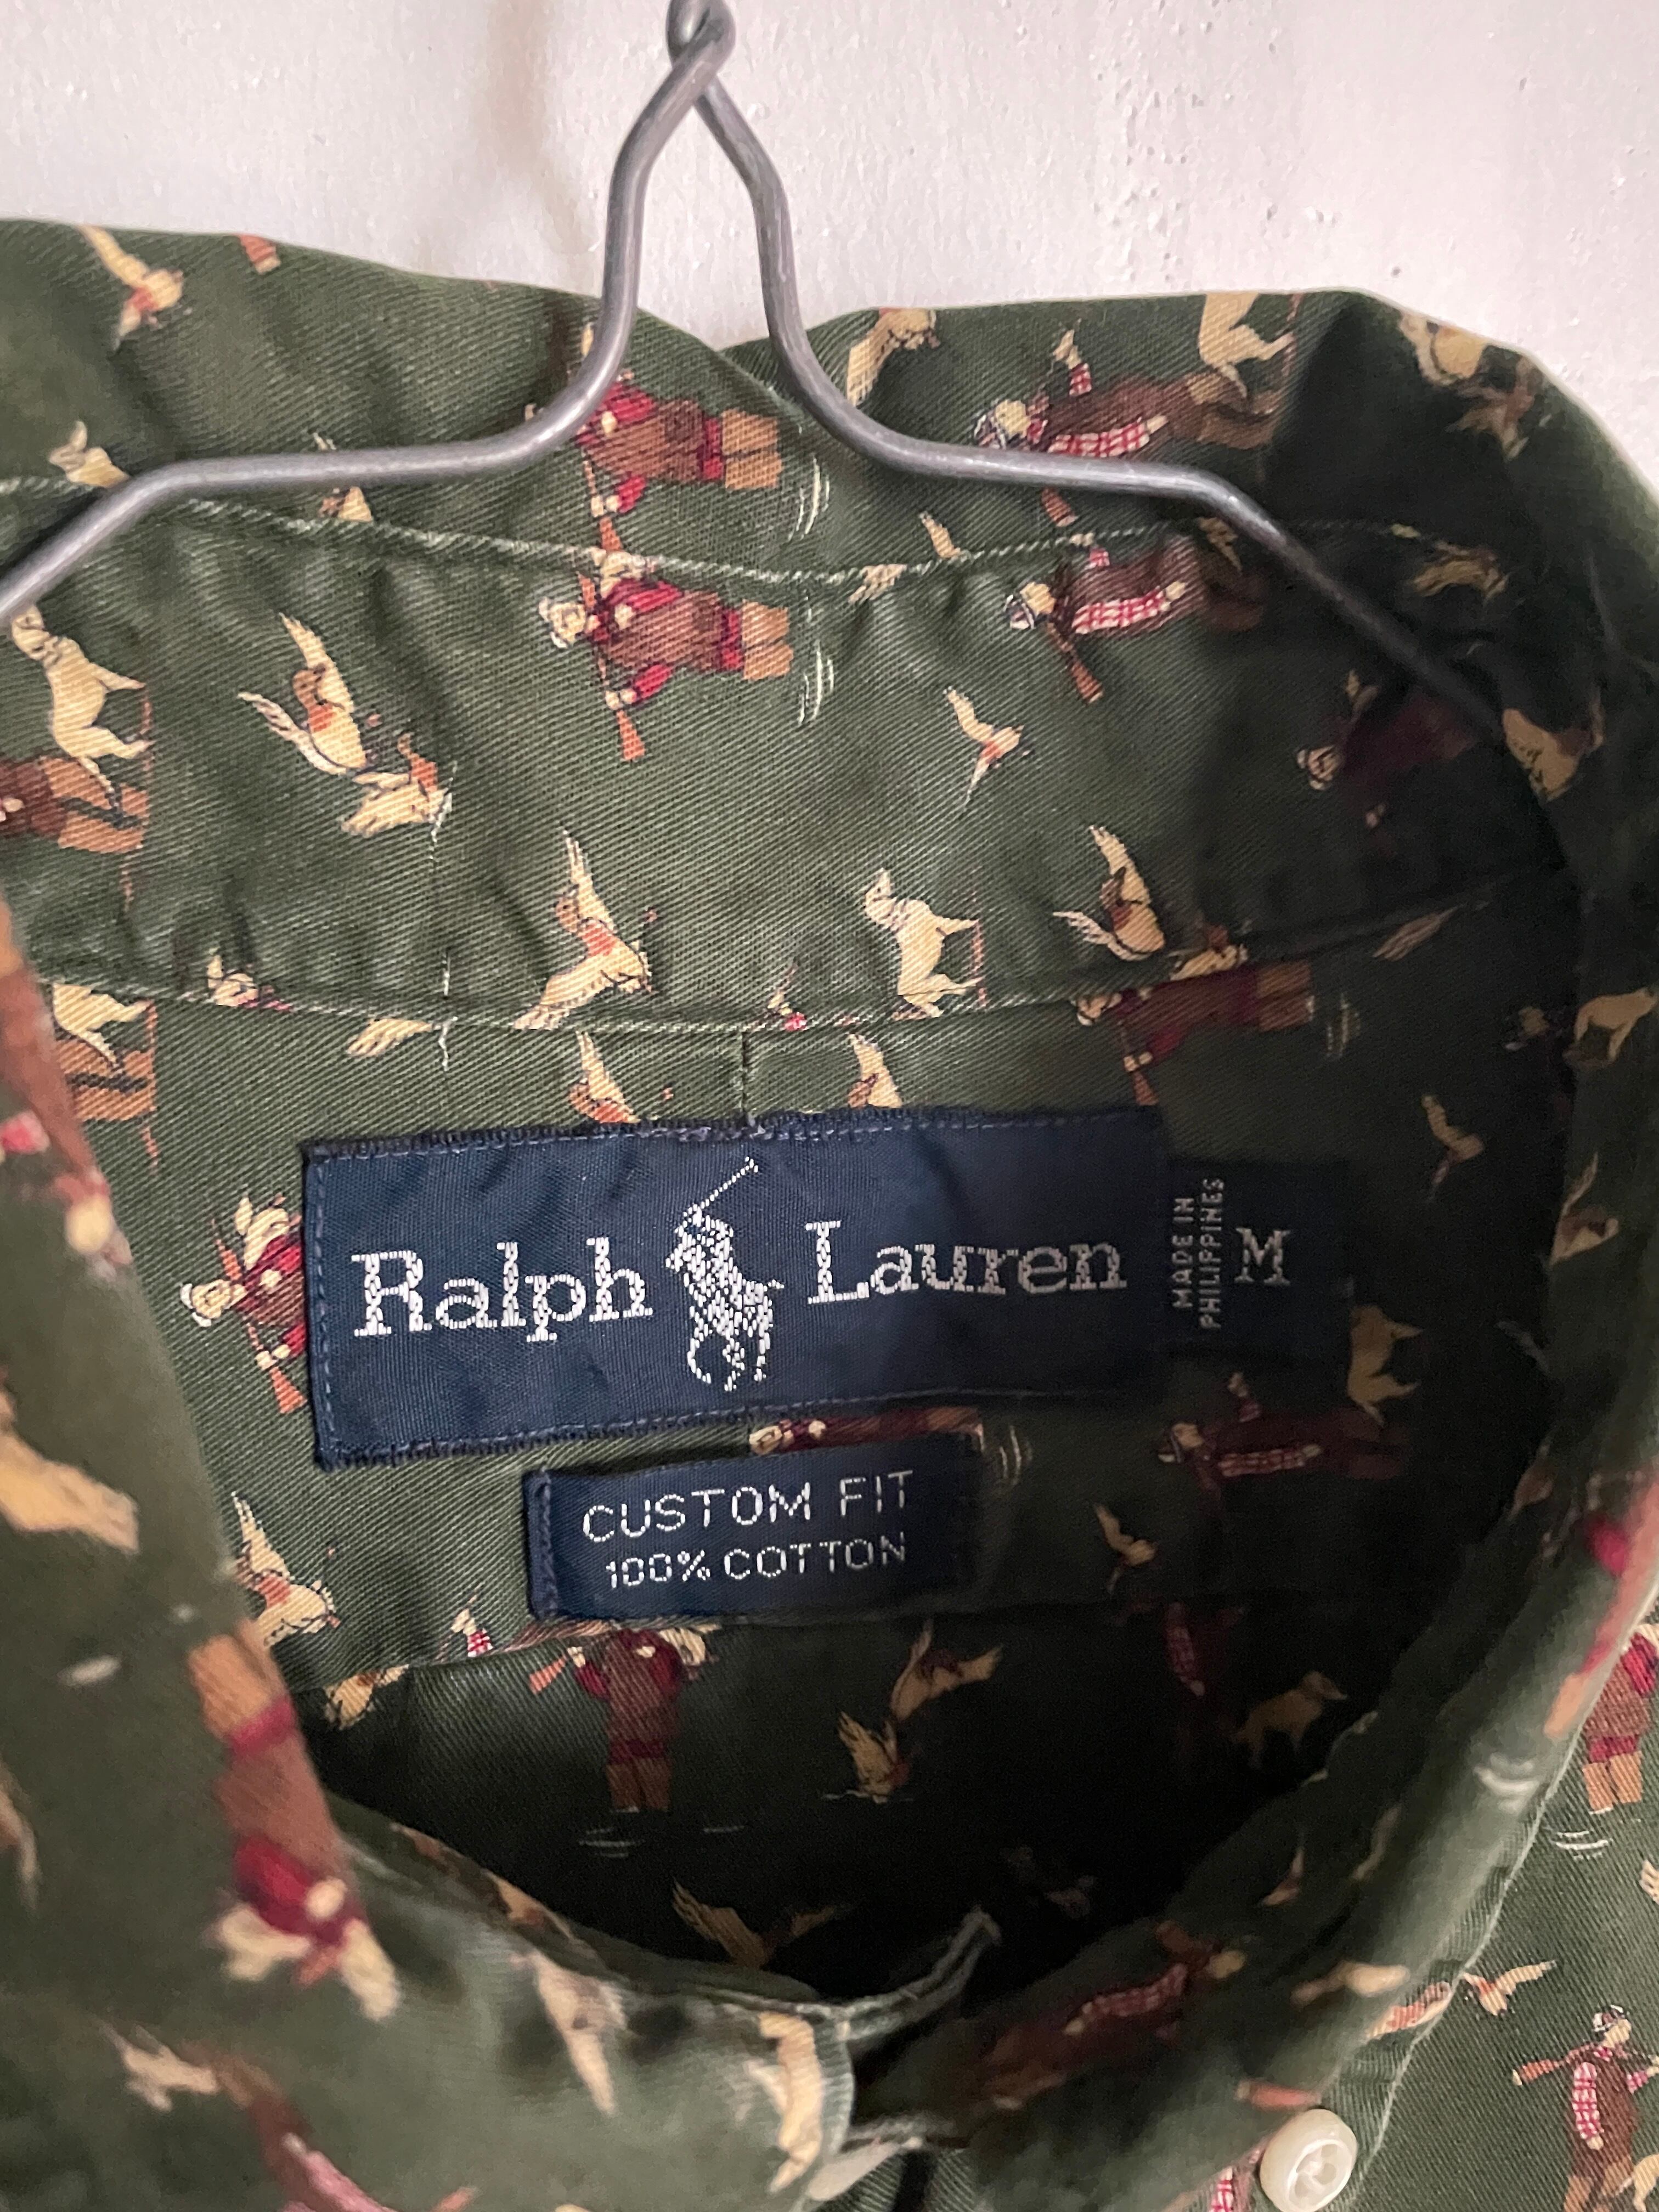 Ralph Lauren
MADE IN
PHILIPPINES
M
CUSTOM FIT
100% COTTON